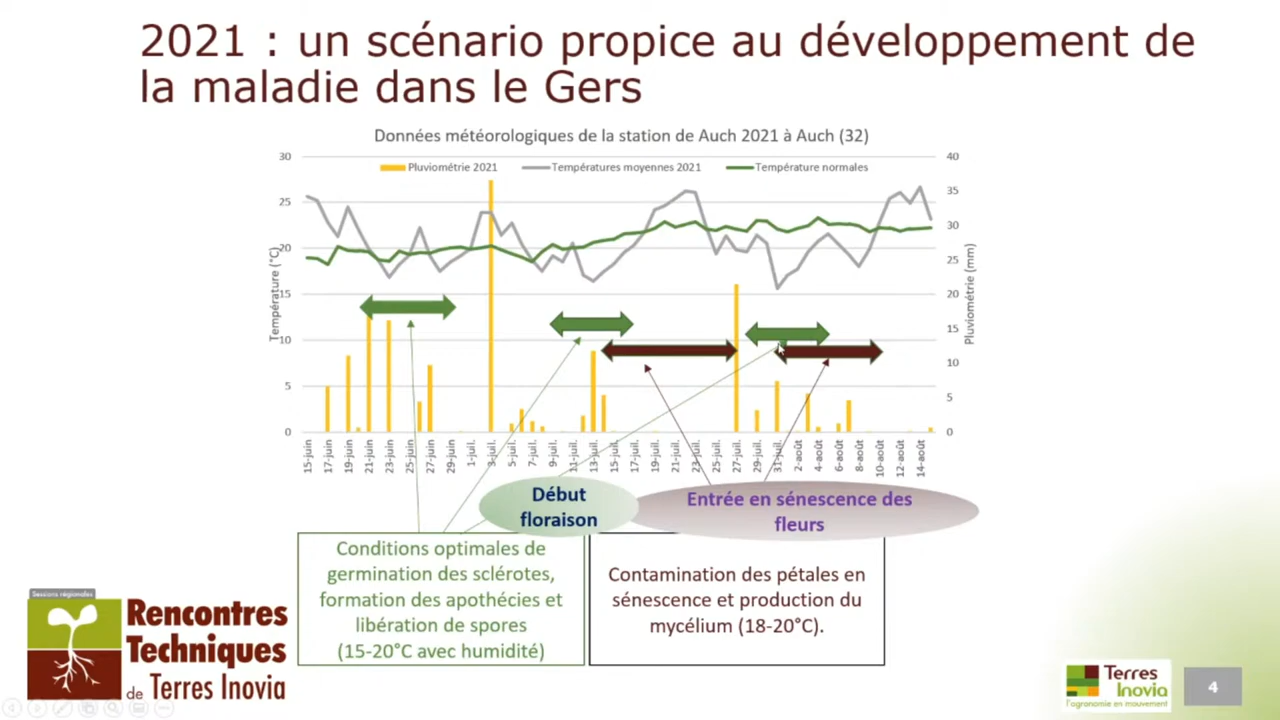 2021 : un scénario propice au développement de
la maladie dans le Gers
Données météorologiques de la station de Auch 2021 à Auch (32)
Pluviométrie 2021
Températures moyennes 2021
Température normales
30
25
20
15
10
5
0
Température (°C)
40
35
30
25
20
15
10
5
0
Pluviométrie (mm)
15-juin
17-juin
19-juin
21-juin
23-juin
25-juin
27-juin
29-juin
1-juil.
3-juil.
5-juil.
7-juil.
9-juil.
11-juil.
13-juil.
15-juil.
17-juil.
19-juil.
21-juil.
23-juil.
25-juil.
27-juil.
29-juil.
31-juil.
2-août
4-août
6-août
8-août
10-août
12-août
14-août
Début
floraison
Entrée en sénescence des
fleurs
Conditions optimales de
germination des sclérotes,
formation des apothécies et
libération de spores
(15-20°C avec humidité)
Contamination des pétales en
sénescence et production du
mycélium (18-20°C).
Sessions régionales
Rencontres
Techniques
de Terres Inovia
Terres
Inovia
l'agronomie en mouvement
4